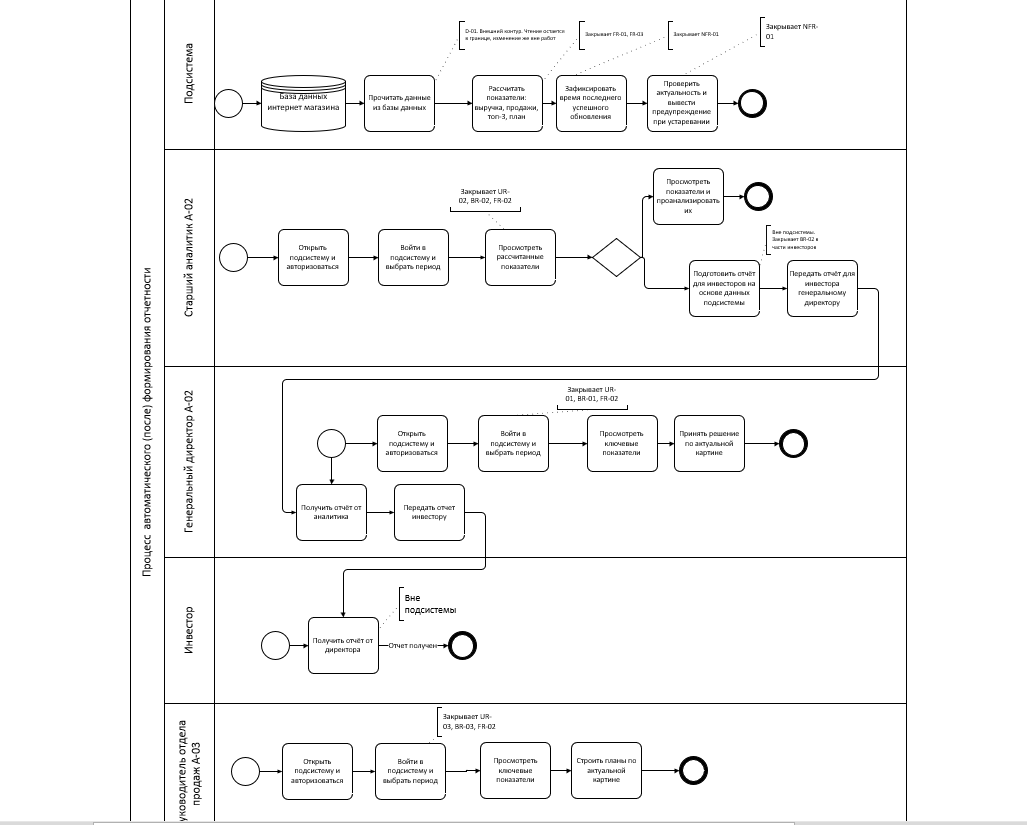 Процесс автоматического (после) формирования отчетности
Подсистема
D-01. Внешний контур. Чтение остается
в границе, изменение же вне работ
Закрывает FR-01, FR-03
Закрывает NFR-01
Закрывает NFR-
01
База данных
интернет магазина
Прочитать данные
из базы данных
Рассчитать
показатели:
выручка, продажи,
топ-3, план
Зафиксировать
время последнего
успешного
обновления
Проверить
актуальность и
вывести
предупреждение
при устаревании
Старший аналитик А-02
Закрывает UR-
02, BR-02, FR-02
Открыть
подсистему и
авторизоваться
Войти в
подсистему и
выбрать период
Просмотреть
рассчитанные
показатели
Просмотреть
показатели и
проанализировать
их
Вне подсистемы.
Закрывает BR-02 в
части инвесторов
Подготовить отчёт
для инвесторов на
основе данных
подсистемы
Передать отчёт для
инвестора
генеральному
директору
Генеральный директор А-02
Закрывает UR-
01, BR-01, FR-02
Открыть
подсистему и
авторизоваться
Войти в
подсистему и
выбрать период
Просмотреть
ключевые
показатели
Принять решение
по актуальной
картине
Получить отчёт от
аналитика
Передать отчет
инвестору
Инвестор
Вне
подсистемы
Получить отчёт от
директора
Отчет получен
уководитель отдела
продаж А-03
Закрывает UR-
03, BR-03, FR-02
Открыть
подсистему и
авторизоваться
Войти в
подсистему и
выбрать период
Просмотреть
ключевые
показатели
Строить планы по
актуальной
картине